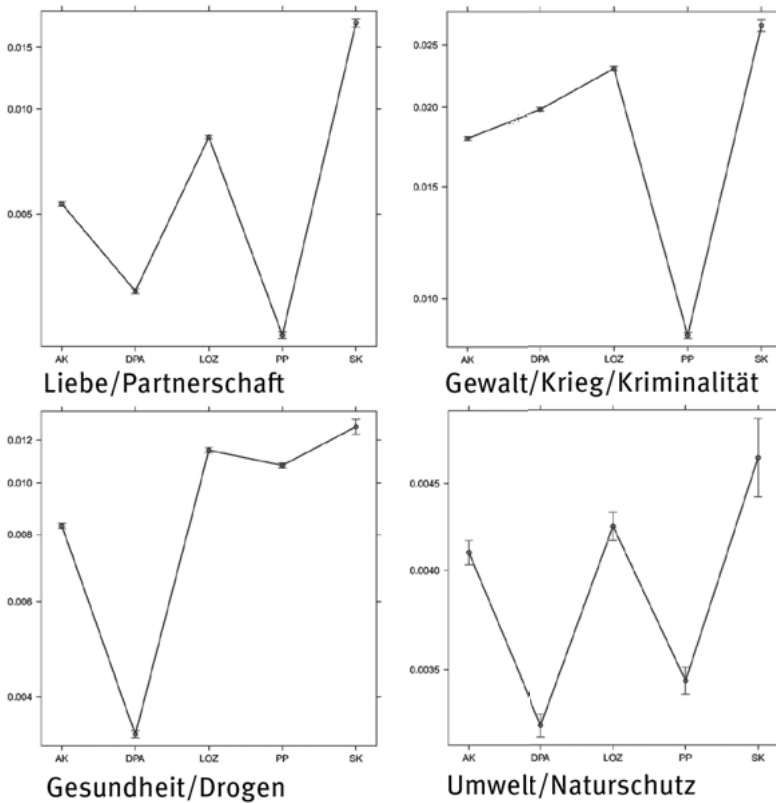 0.015
0.010
0.005
AK DPA LOZ PP SK
Liebe/Partnerschaft
0.025
0.020
0.015
0.010
AK DPA LOZ PP SK
Gewalt/Krieg/Kriminalität
0.012
0.010
0.008
0.006
0.004
AK DPA LOZ PP SK
Gesundheit/Drogen
0.0045
0.0040
0.0035
AK DPA LOZ PP SK
Umwelt/Naturschutz